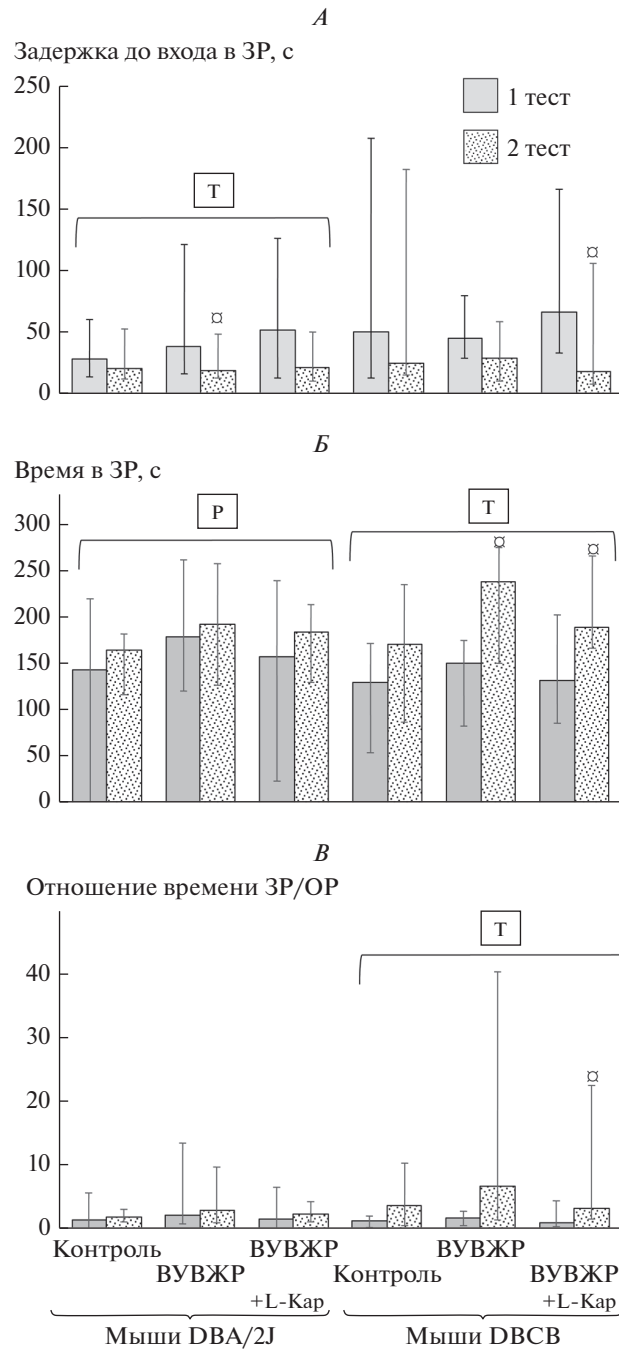 А
Задержка до входа в ЗР, с
250
200
150
100
50
0
1 тест
2 тест
Т
¤
¤
Б
Время в ЗР, с
300
250
200
150
100
50
0
Р
Т
¤
¤
В
Отношение времени ЗР/ОР
40
30
20
10
0
Т
¤
Контроль
ВУВЖР
ВУВЖР
+L-Кар
Контроль
ВУВЖР
ВУВЖР
+L-Кар
Мыши DBA/2J
Мыши DBCB